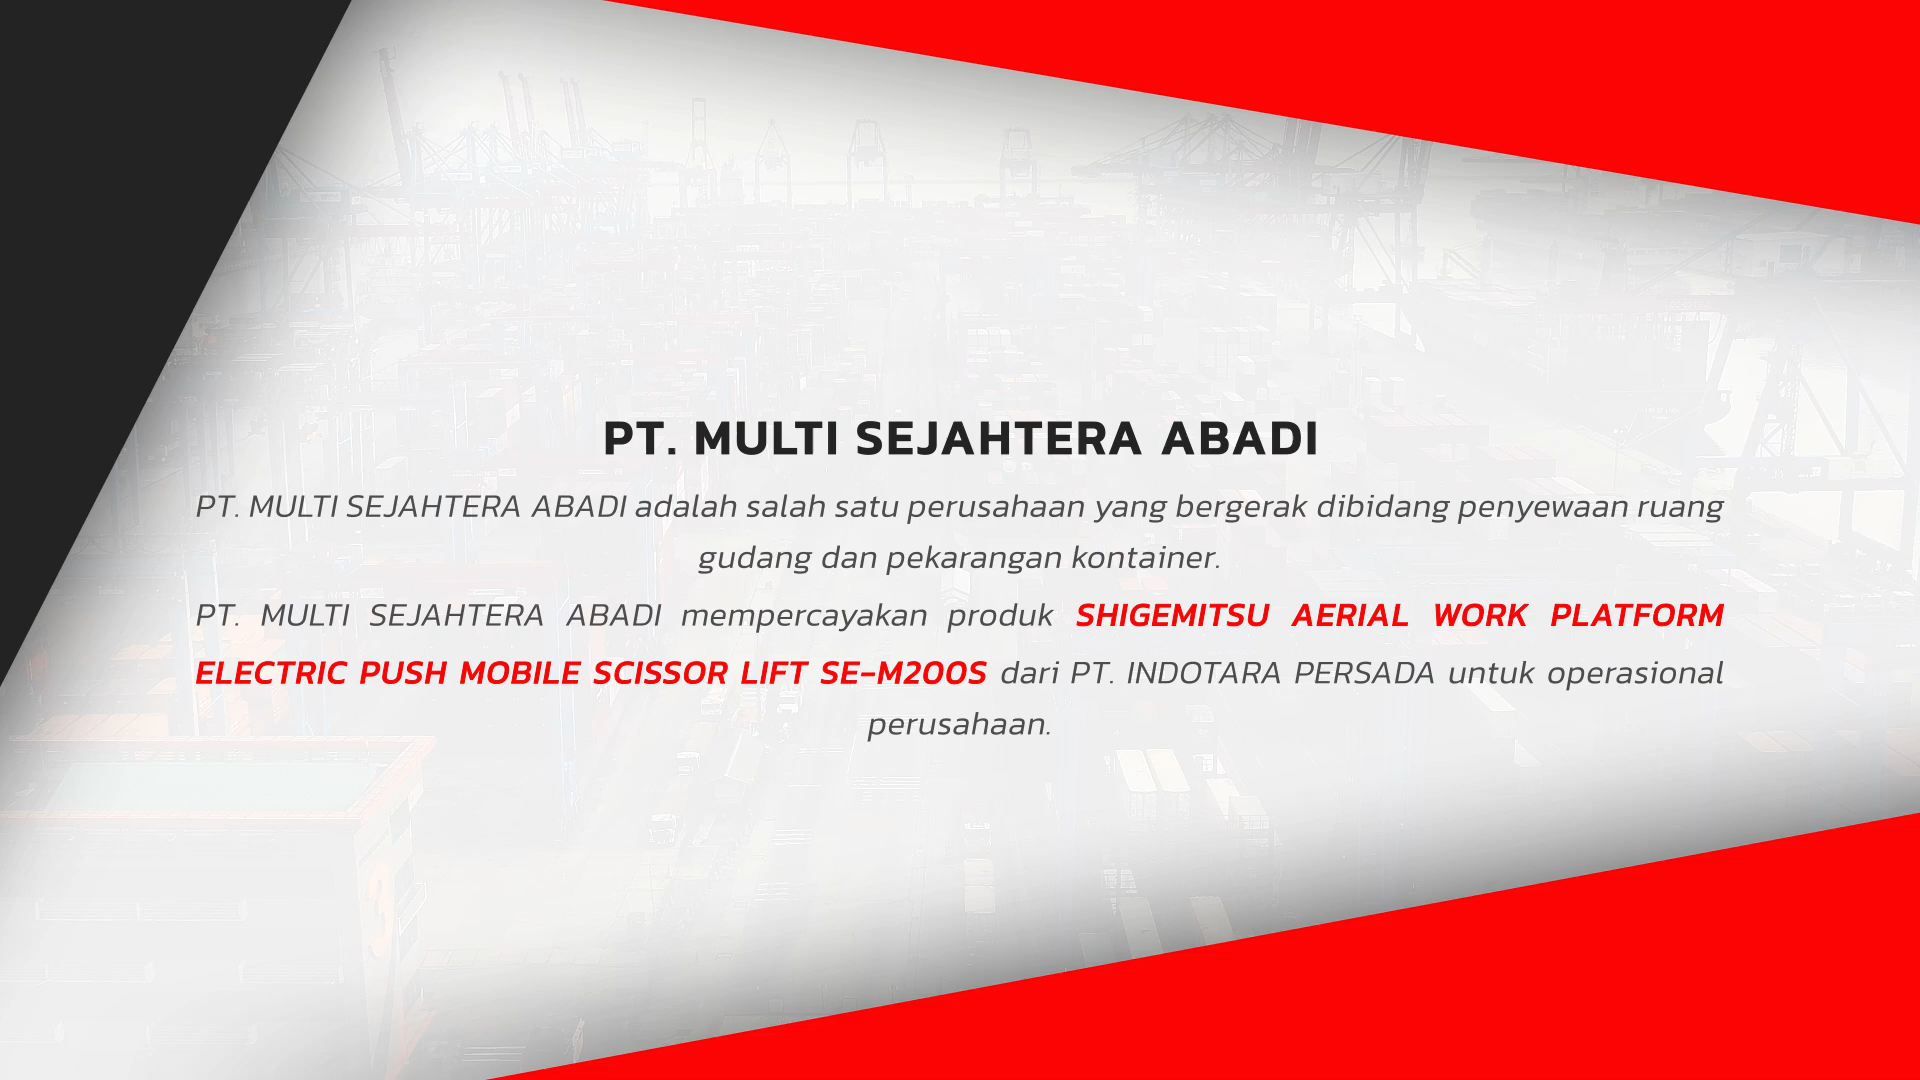 PT. MULTI SEJAHTERA ABADI
PT. MULTI SEJAHTERA ABADI adalah salah satu perusahaan yang bergerak dibidang penyewaan ruang
gudang dan pekarangan kontainer.
PT. MULTI SEJAHTERA ABADI mempercayakan produk SHIGEMITSU AERIAL WORK PLATFORM
ELECTRIC PUSH MOBILE SCISSOR LIFT SE-M200S dari PT. INDOTARA PERSADA untuk operasional
perusahaan.